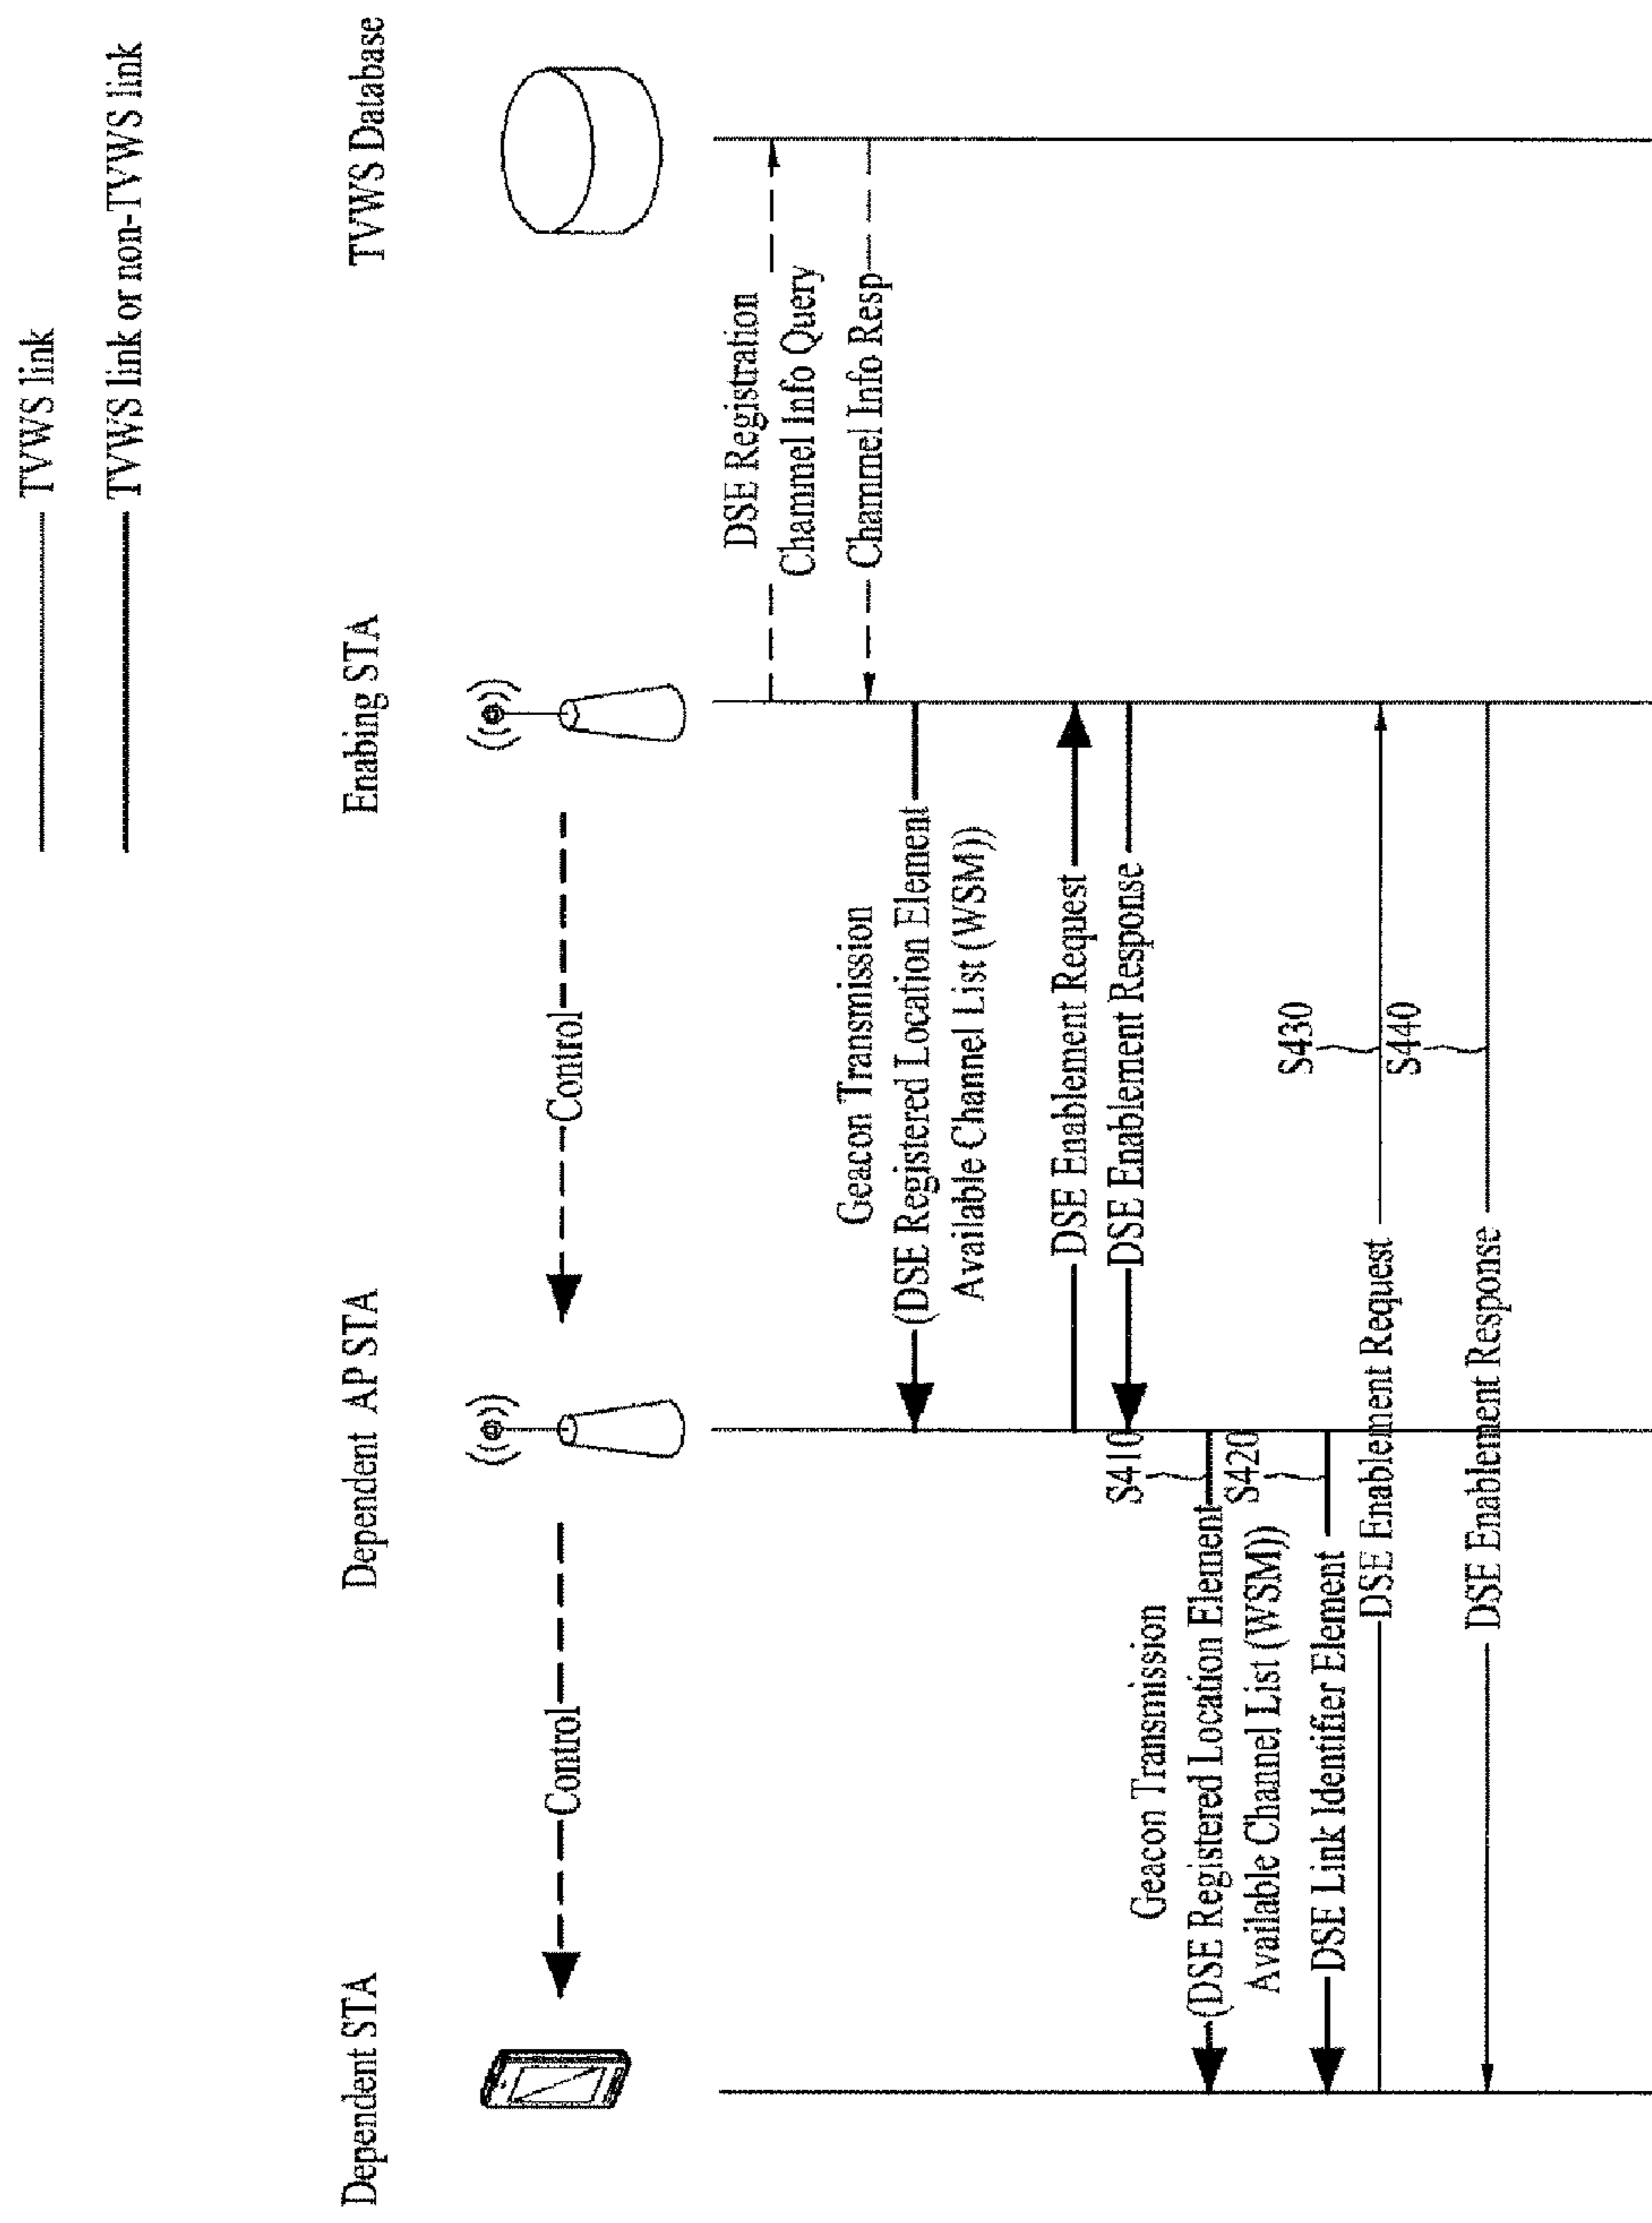 TVWS link
TVWS link or non-TVWS link
Dependent STA
Dependent AP STA
Enabing STA
TVWS Database
Control
Control
DSE Registration
Channel Info Query
Channel Info Resp
Geacon Transmission
(DSE Registered Location Element
Available Channel List (WSM))
DSE Enablement Request
DSE Enablement Response
S410
Geacon Transmission
(DSE Registered Location Element
Available Channel List (WSM))
S420
DSE Link Identifier Element
S430
DSE Enablement Request
S440
DSE Enablement Response